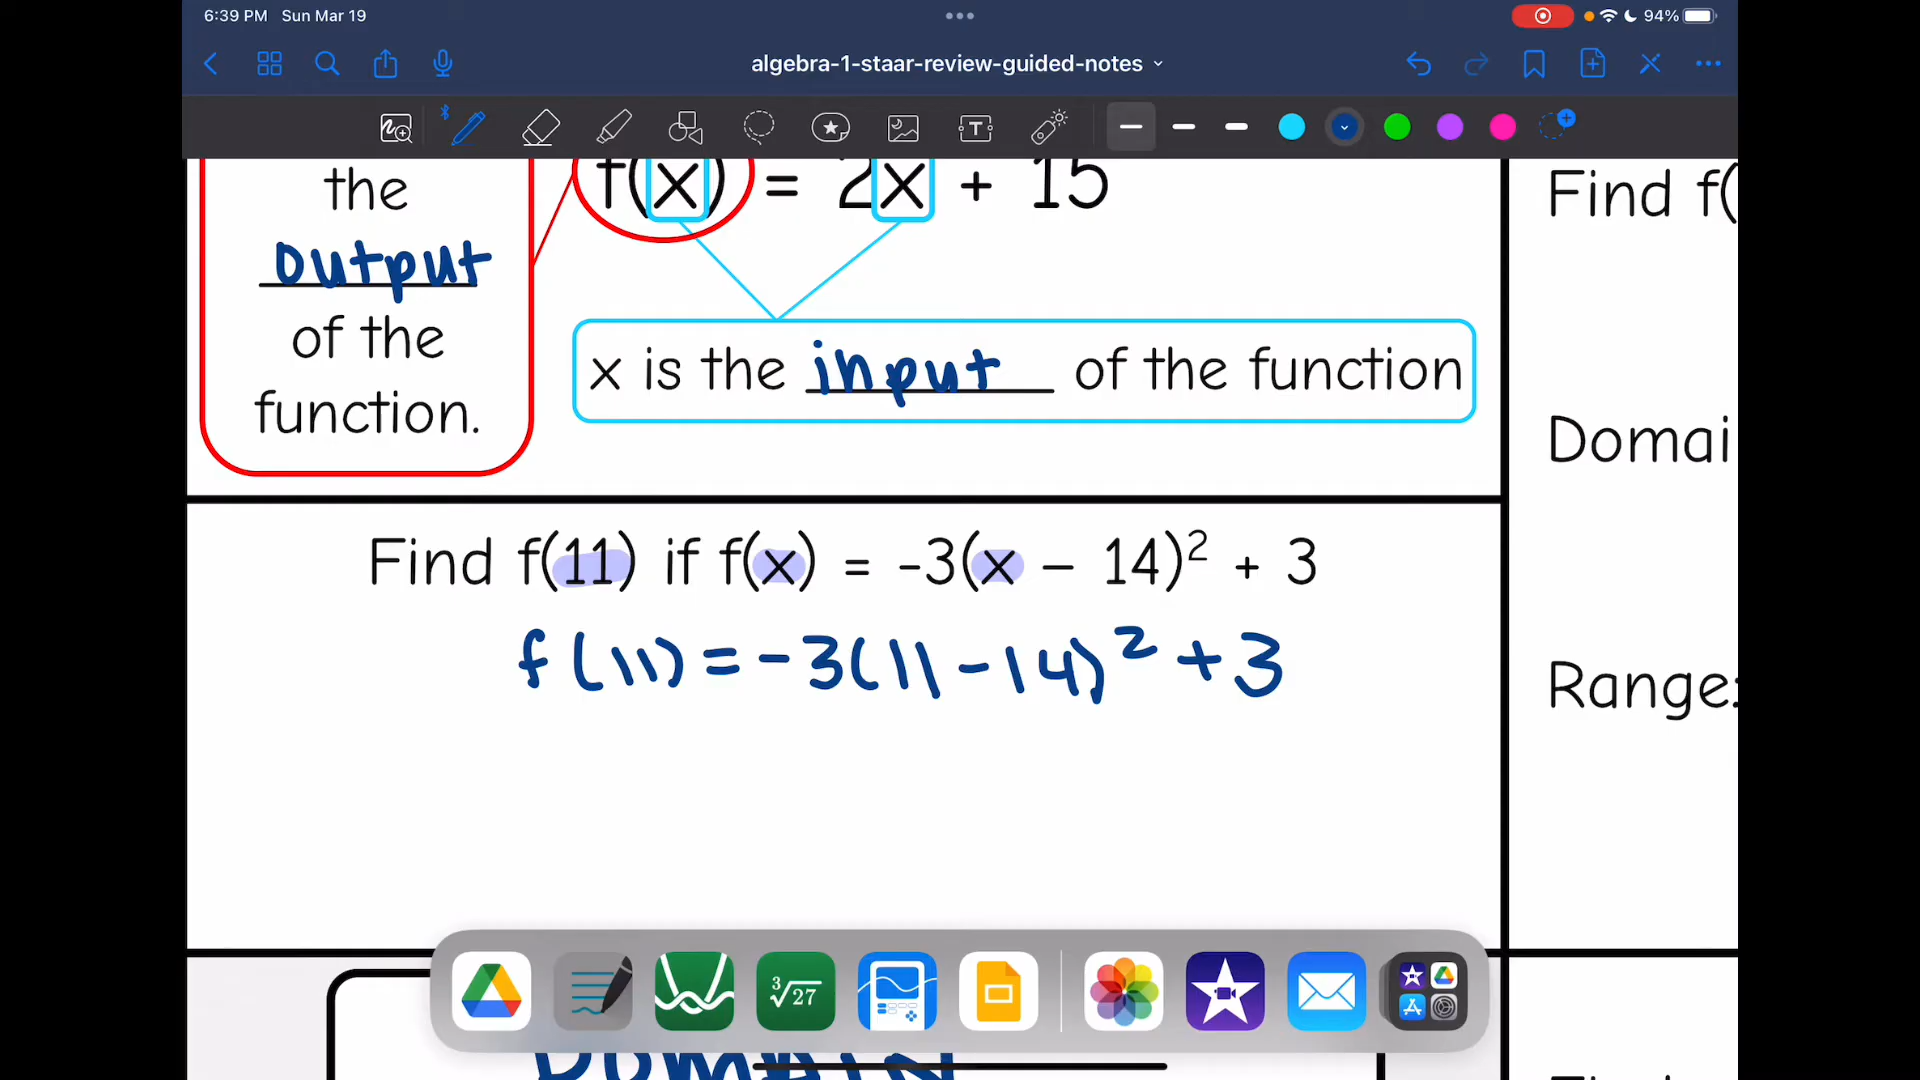 6:39 PM Sun Mar 19
94%
algebra-1-staar-review-guided-notes
T
the
output
of the
function.
f(x) = 2x + 15
x is the input of the function
Find f(
Domai
Range:
Find f(11) if f(x) = -3(x – 14)² + 3
f(11) = -3(11-14)² + 3
∛27
DOMAIN